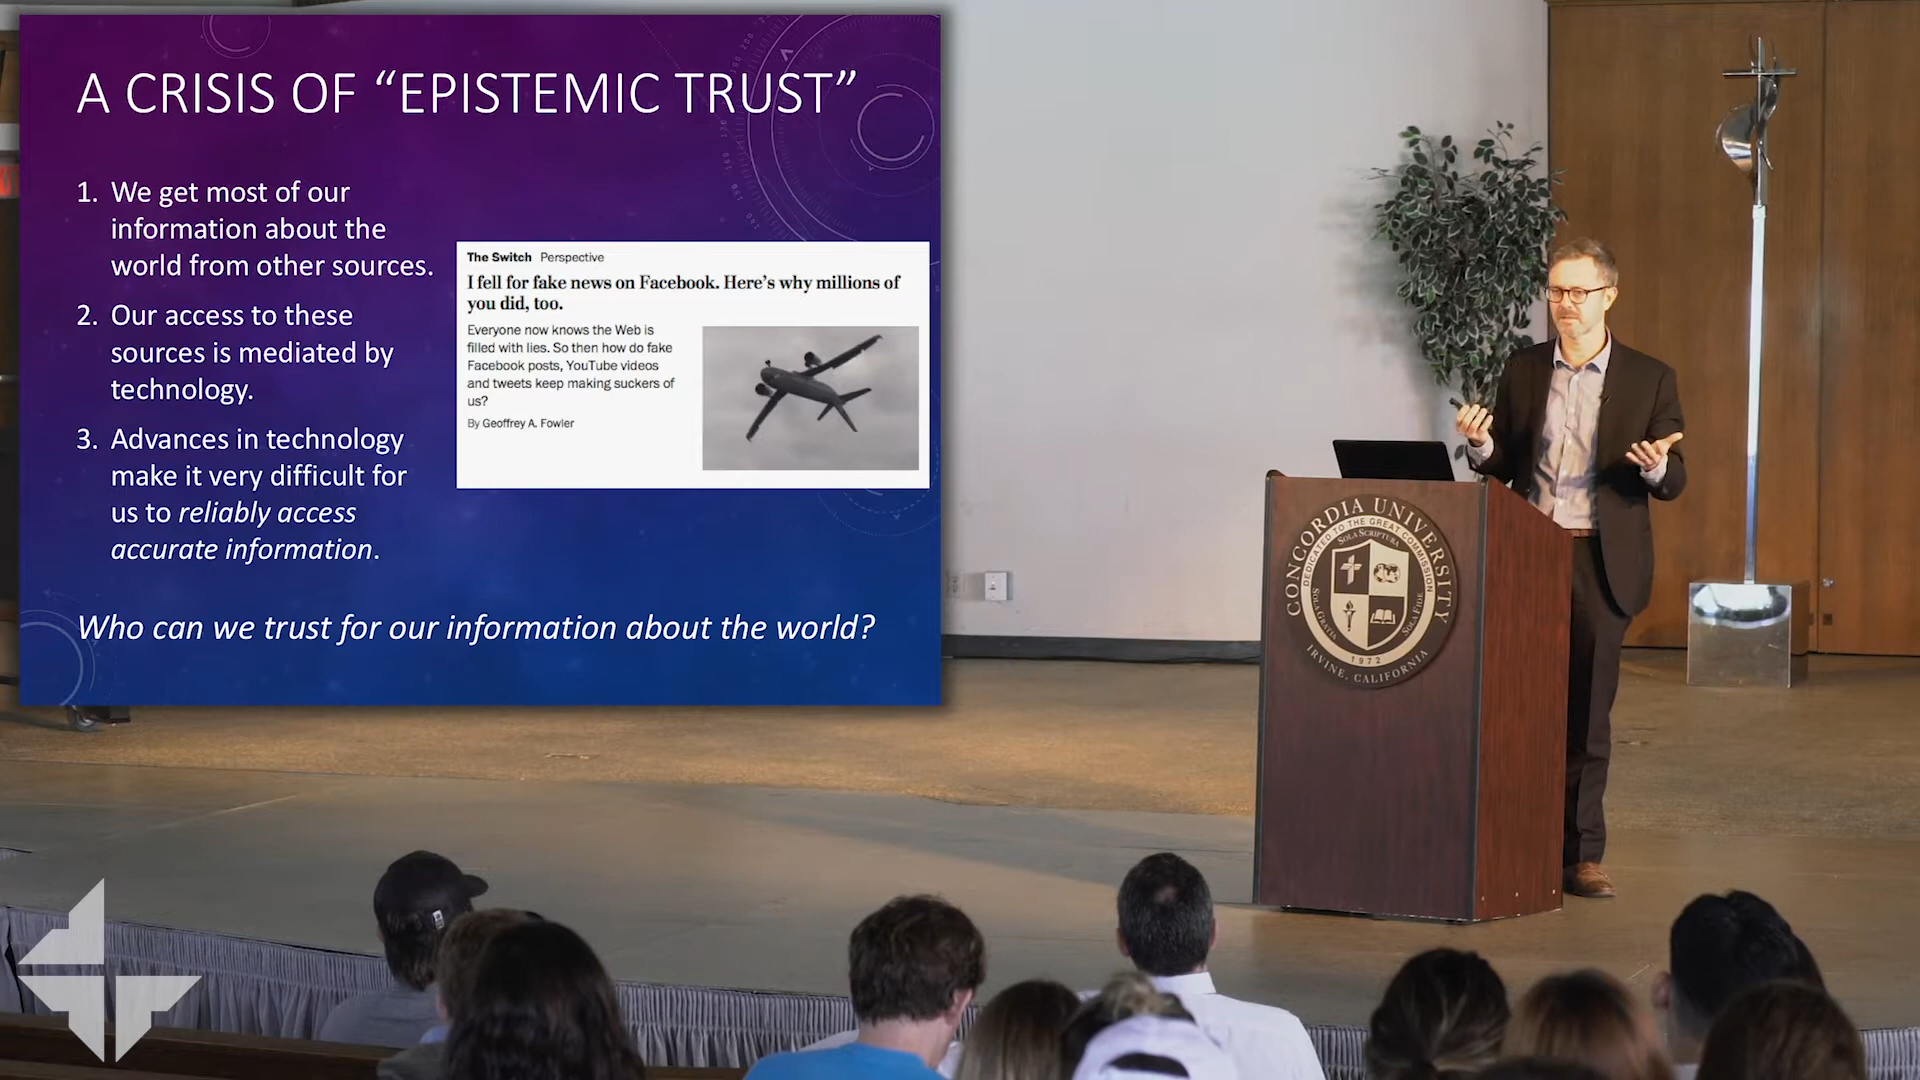 A CRISIS OF “EPISTEMIC TRUST”
1. We get most of our
information about the
world from other sources.
2. Our access to these
sources is mediated by
technology.
3. Advances in technology
make it very difficult for
us to reliably access
accurate information.
The Switch Perspective
I fell for fake news on Facebook. Here’s why millions of
you did, too.
Everyone now knows the Web is
filled with lies. So then how do fake
Facebook posts, YouTube videos
and tweets keep making suckers of
us?
By Geoffrey A. Fowler
Who can we trust for our information about the world?
CONCORDIA UNIVERSITY
DEDICATED TO THE GREAT COMMISSION
SOLA SCRIPTURA
SOLA GRATIA
SOLA FIDE
1972
IRVINE, CALIFORNIA